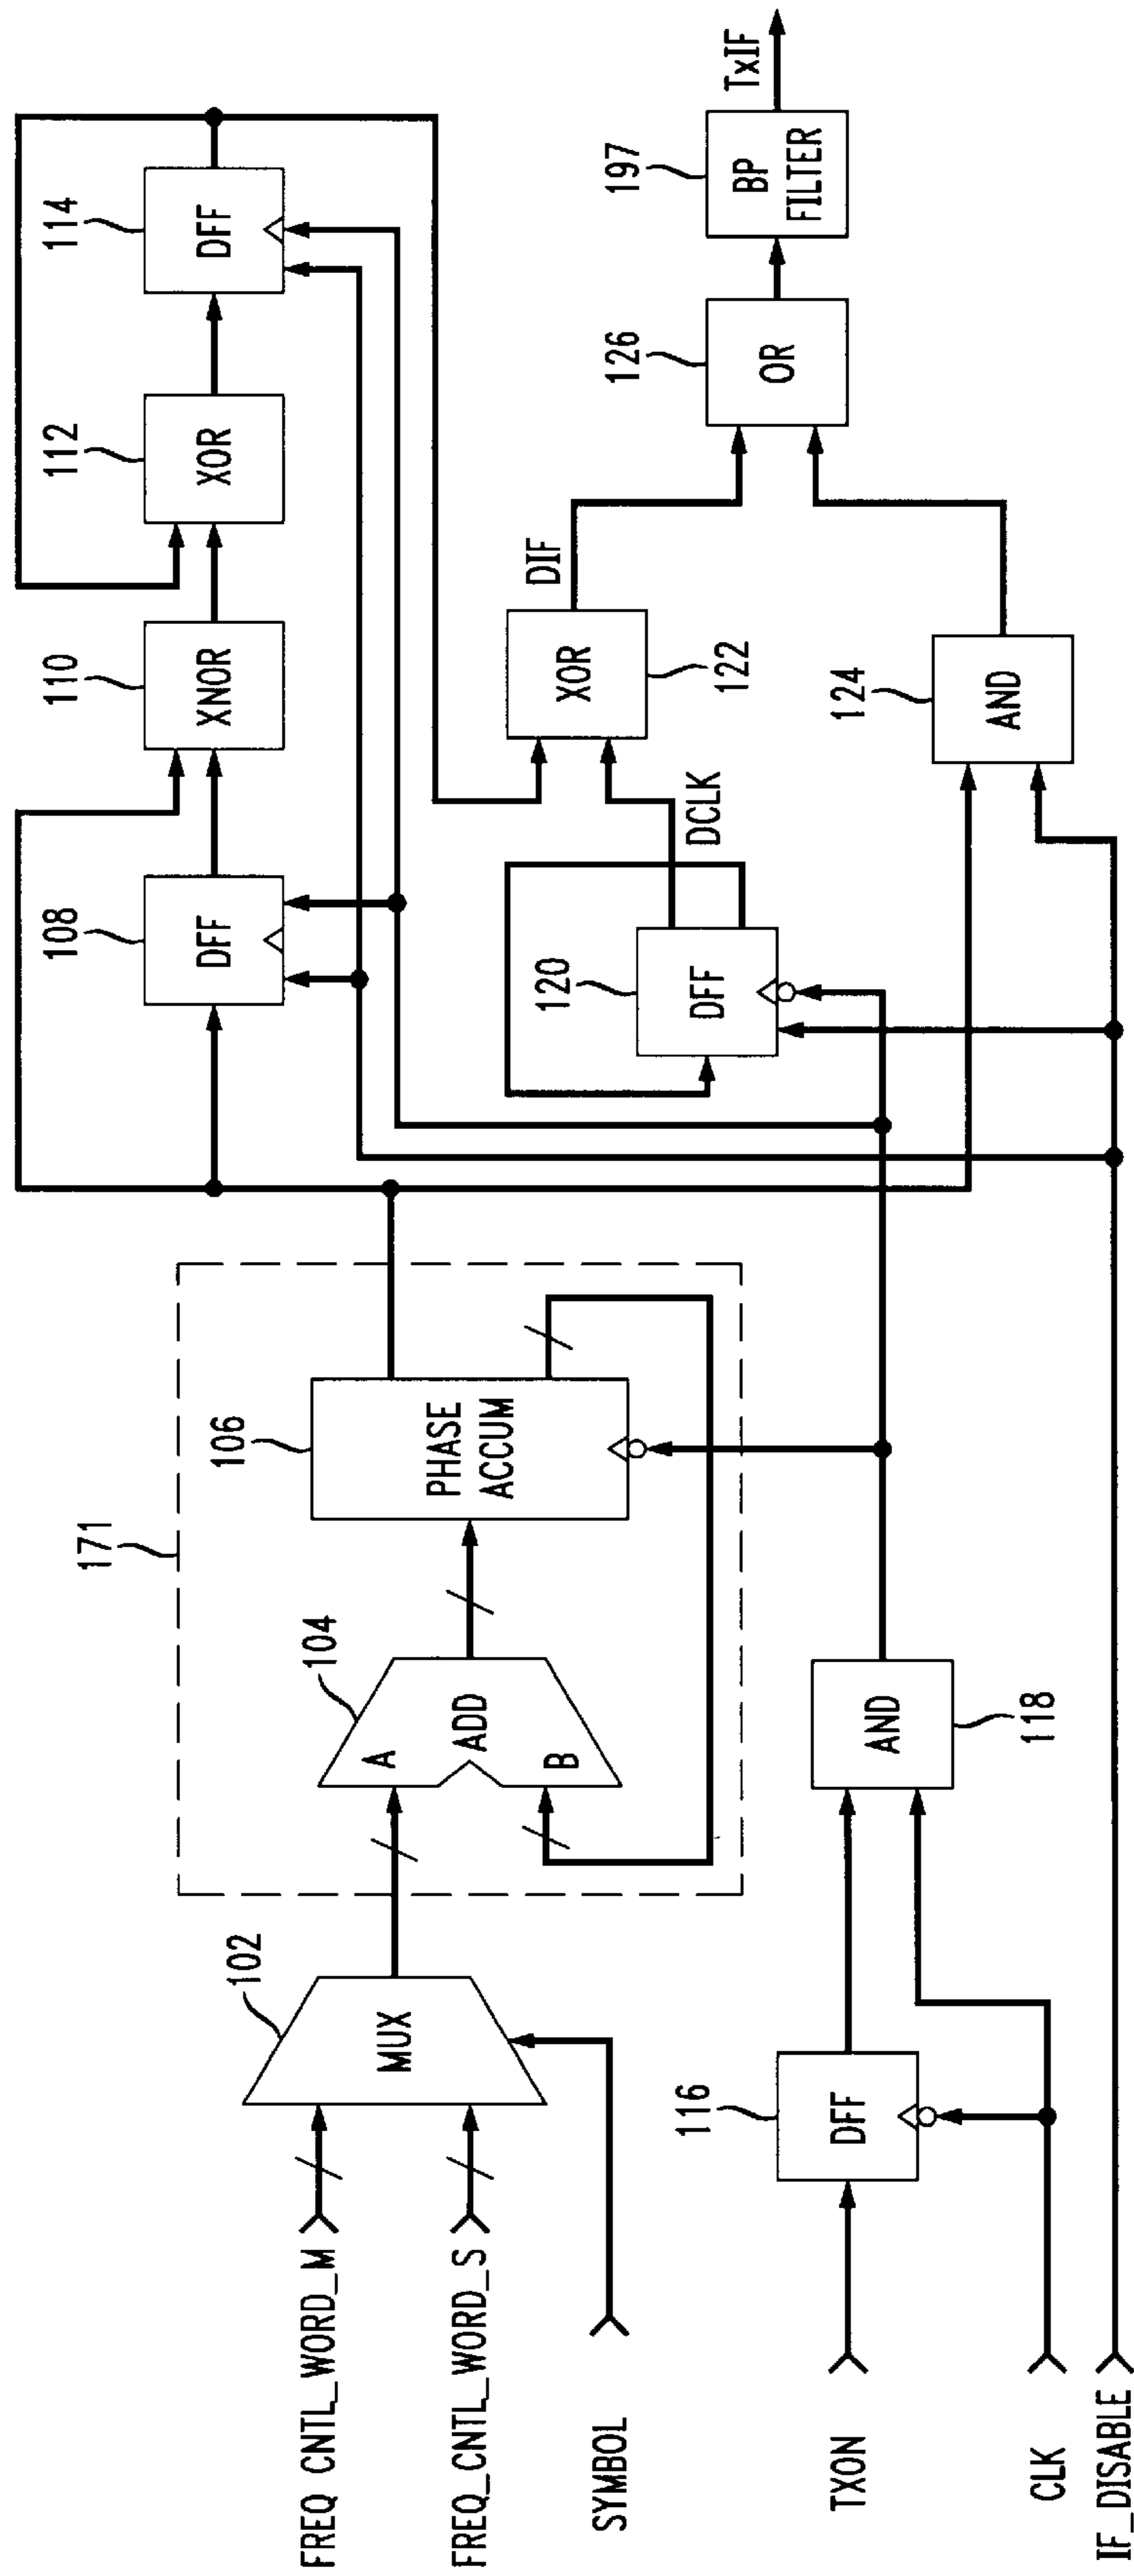 114
DFF
112
XOR
110
XNOR
108
DFF
TxIF
197
BP
FILTER
126
OR
DIF
XOR
122
DCLK
120
DFF
124
AND
171
106
PHASE
ACCUM
104
A
ADD
B
102
MUX
118
AND
116
DFF
FREQ CNTL_WORD_M
FREQ_CNTL_WORD_S
SYMBOL
TXON
CLK
IF_DISABLE